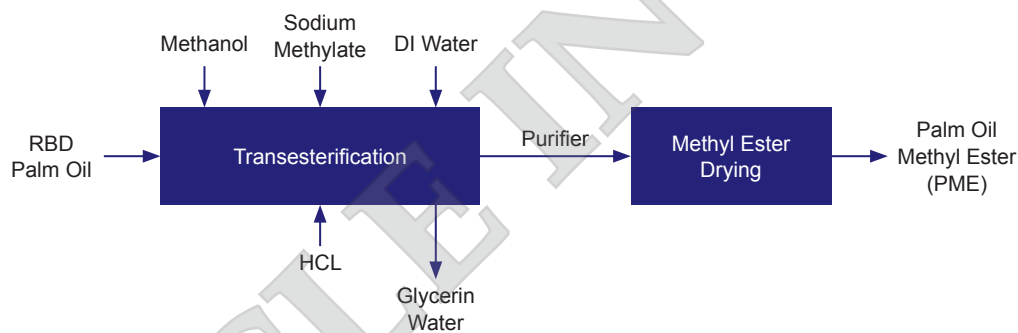 Methanol
Sodium
Methylate
DI Water
RBD
Palm Oil
Transesterification
Purifier
Methyl Ester
Drying
Palm Oil
Methyl Ester
(PME)
HCL
Glycerin
Water